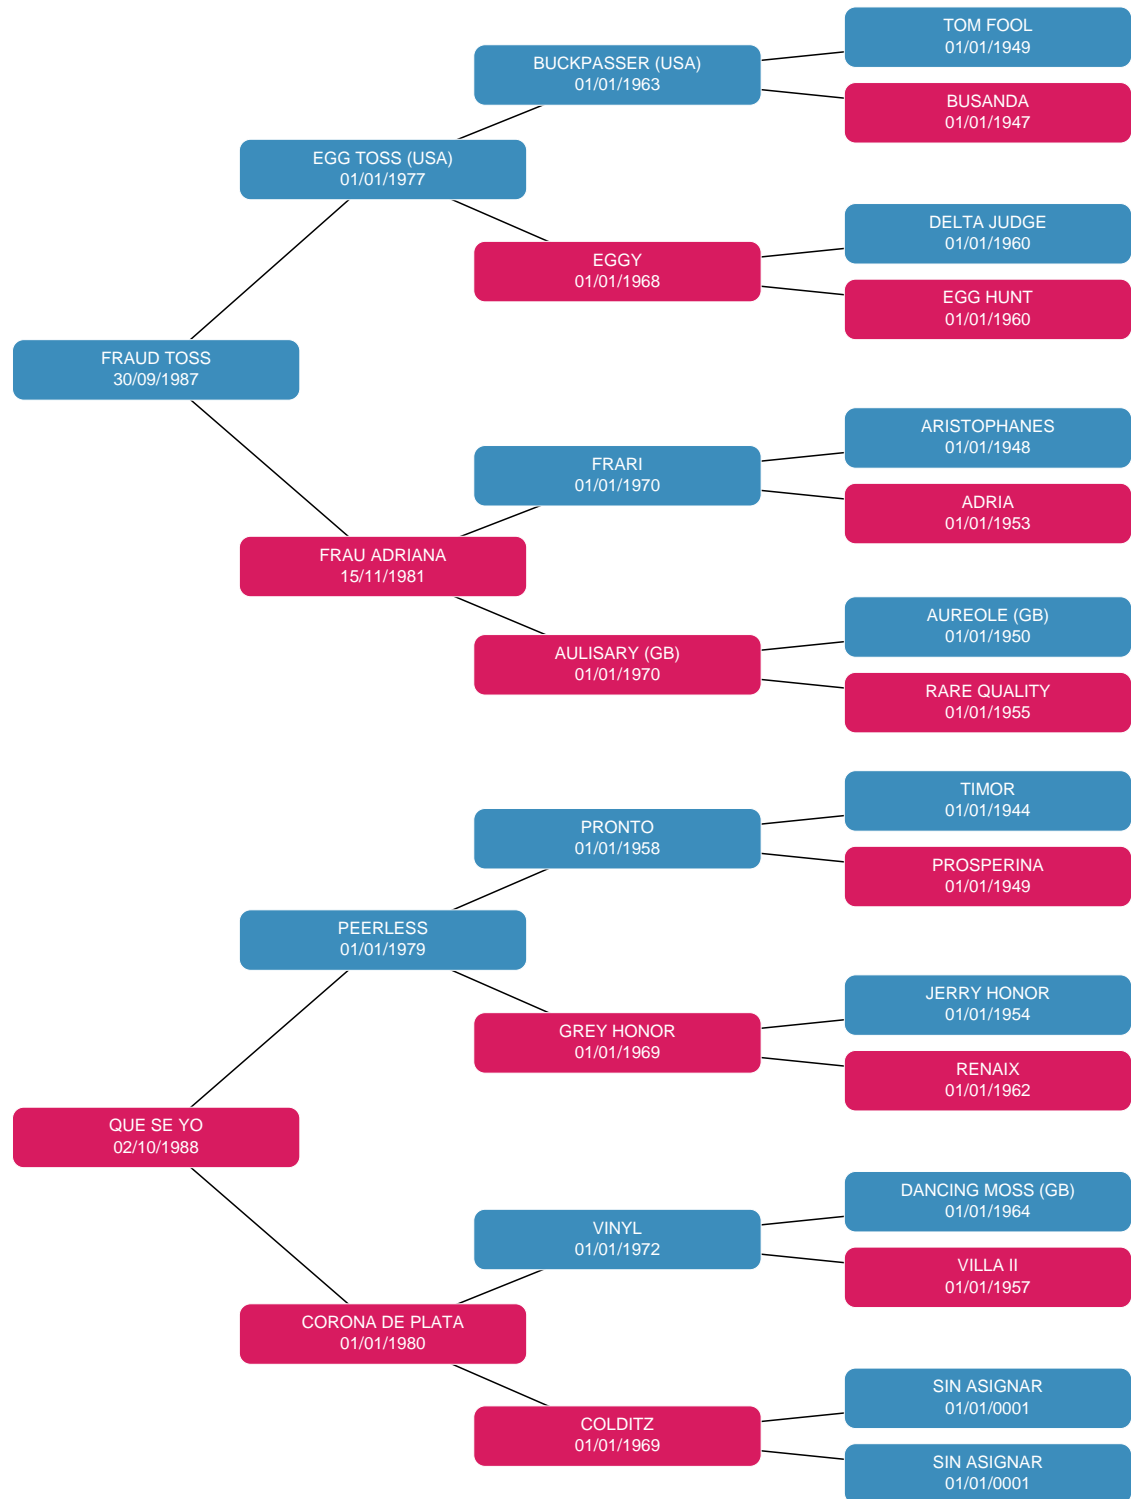 TOM FOOL
01/01/1949
BUCKPASSER (USA)
01/01/1963
BUSANDA
01/01/1947
EGG TOSS (USA)
01/01/1977
DELTA JUDGE
01/01/1960
EGGY
01/01/1968
EGG HUNT
01/01/1960
FRAUD TOSS
30/09/1987
ARISTOPHANES
01/01/1948
FRARI
01/01/1970
ADRIA
01/01/1953
FRAU ADRIANA
15/11/1981
AUREOLE (GB)
01/01/1950
AULISARY (GB)
01/01/1970
RARE QUALITY
01/01/1955
TIMOR
01/01/1944
PRONTO
01/01/1958
PROSPERINA
01/01/1949
PEERLESS
01/01/1979
JERRY HONOR
01/01/1954
GREY HONOR
01/01/1969
RENAIX
01/01/1962
QUE SE YO
02/10/1988
DANCING MOSS (GB)
01/01/1964
VINYL
01/01/1972
VILLA II
01/01/1957
CORONA DE PLATA
01/01/1980
SIN ASIGNAR
01/01/0001
COLDITZ
01/01/1969
SIN ASIGNAR
01/01/0001